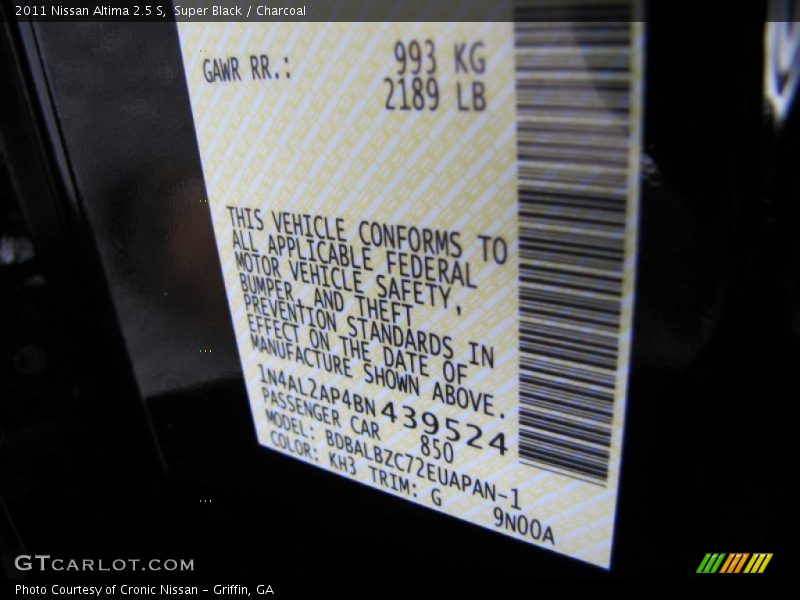 2011 Nissan Altima 2.5 S, Super Black / Charcoal
GAWR RR.: 993 KG
2189 LB
THIS VEHICLE CONFORMS TO
ALL APPLICABLE FEDERAL
MOTOR VEHICLE SAFETY,
BUMPER, AND THEFT
PREVENTION STANDARDS IN
EFFECT ON THE DATE OF
MANUFACTURE SHOWN ABOVE.
1N4AL2AP4BN439524
PASSENGER CAR 850
MODEL: BDBALBZC72EUAPAN-1
COLOR: KH3 TRIM: G 9N00A
GTCARLOT.COM
Photo Courtesy of Cronic Nissan - Griffin, GA